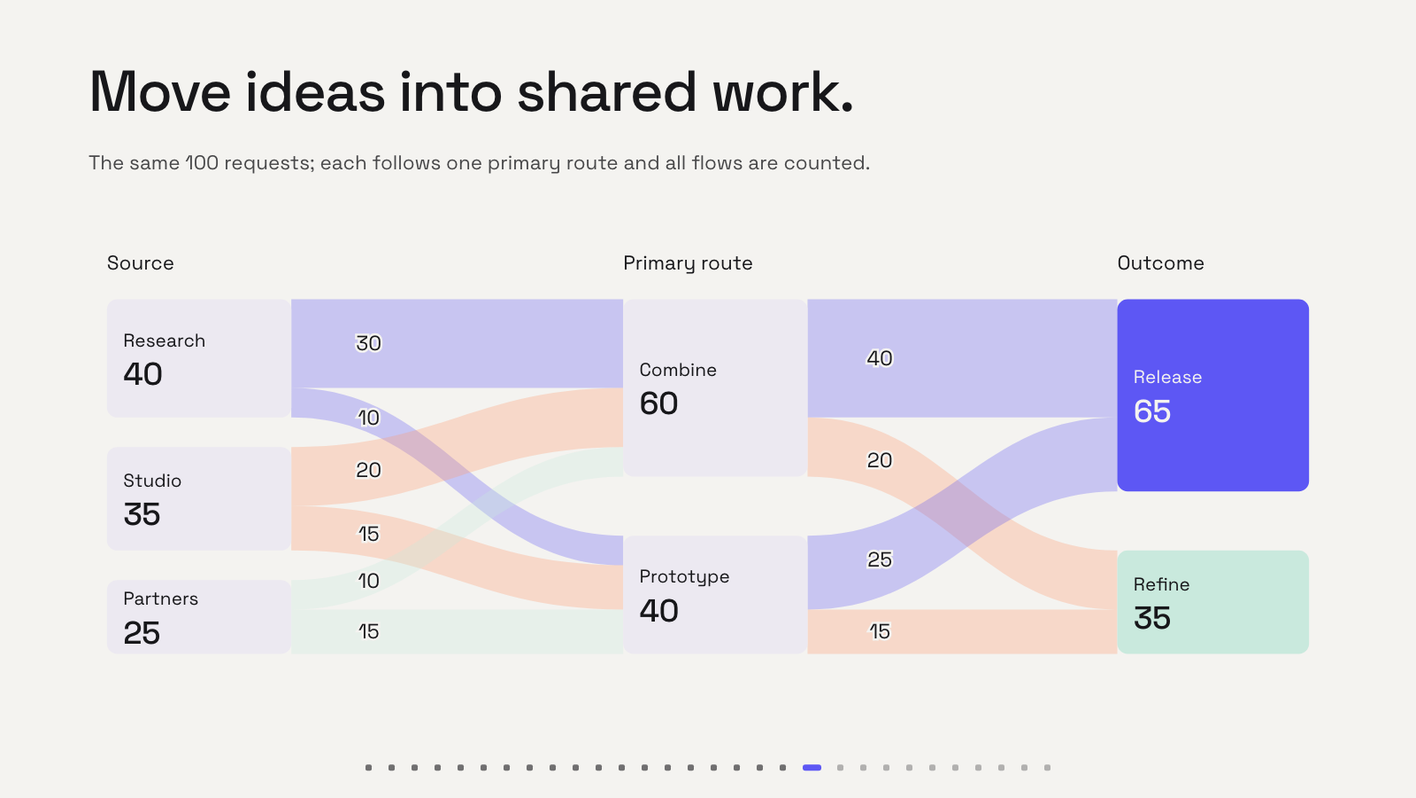 Move ideas into shared work.
The same 100 requests; each follows one primary route and all flows are counted.
Source
Primary route
Outcome
Research
40
Studio
35
Partners
25
30
10
20
15
10
15
Combine
60
Prototype
40
40
20
25
15
Release
65
Refine
35